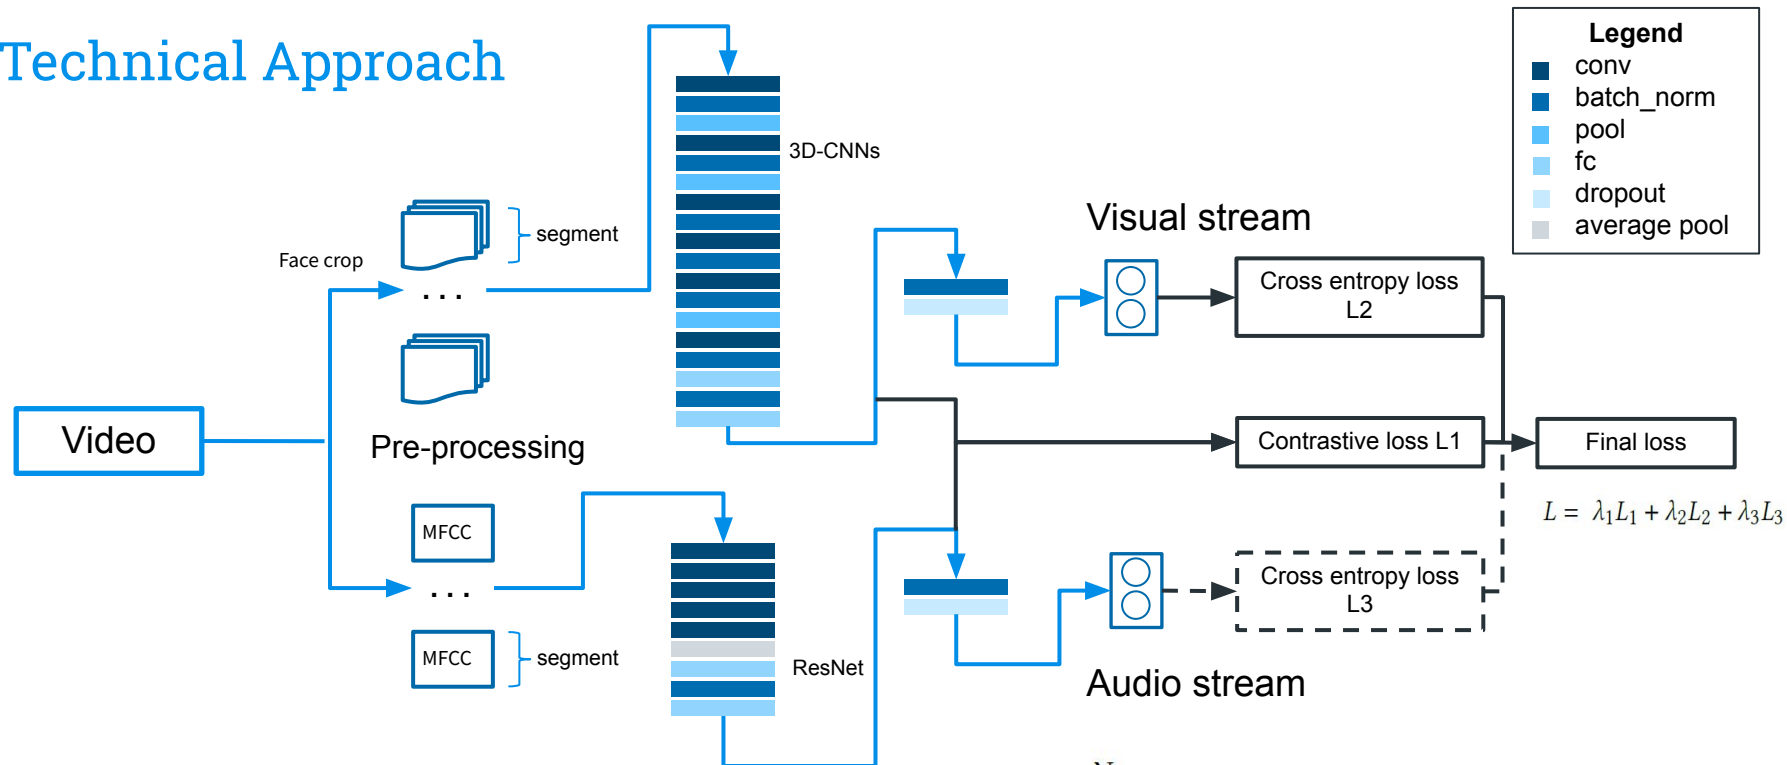 Technical Approach
Legend
conv
batch_norm
pool
fc
dropout
average pool
3D-CNNs
segment
Face crop
. . .
Visual stream
Cross entropy loss
L2
Video
Pre-processing
Contrastive loss L1
Final loss
L = λ₁L₁ + λ₂L₂ + λ₃L₃
MFCC
. . .
Cross entropy loss
L3
MFCC
segment
ResNet
Audio stream